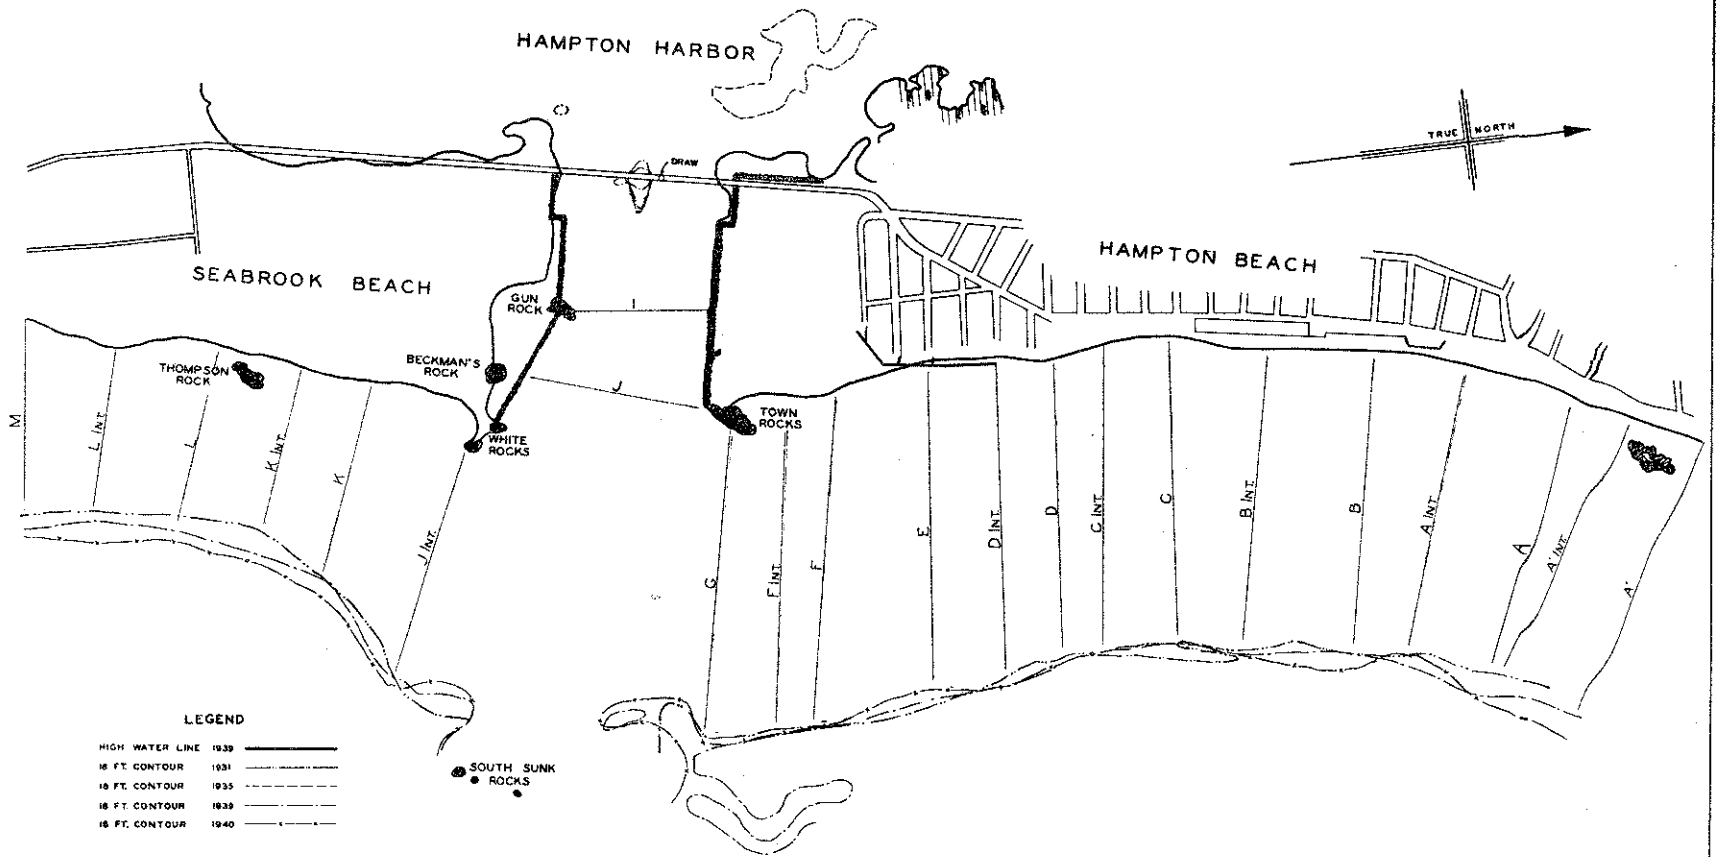 HAMPTON HARBOR
TRUE NORTH
DRAW
SEABROOK BEACH
HAMPTON BEACH
GUN
ROCK
I
THOMPSON
ROCK
BECKMAN'S
ROCK
J
TOWN
ROCKS
WHITE
ROCKS
M
L INT.
L
K INT.
K
J INT.
G
F INT.
F
E
D INT.
D
C INT.
C
B INT.
B
A INT.
A
A' INT.
A'
LEGEND
HIGH WATER LINE 1939
18 FT. CONTOUR 1931
18 FT. CONTOUR 1935
18 FT. CONTOUR 1939
18 FT. CONTOUR 1940
SOUTH SUNK
ROCKS